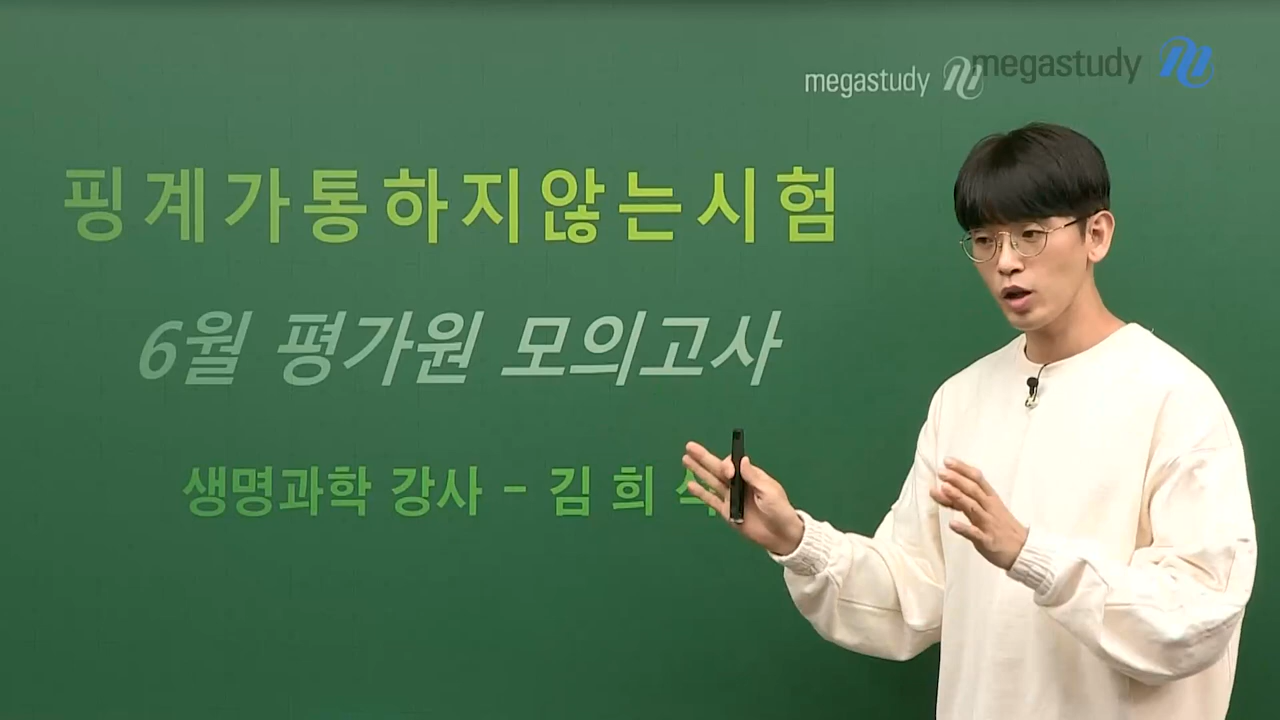 megastudy megastudy
핑계가통하지않는시험
6월 평가원 모의고사
생명과학 강사 - 김 희